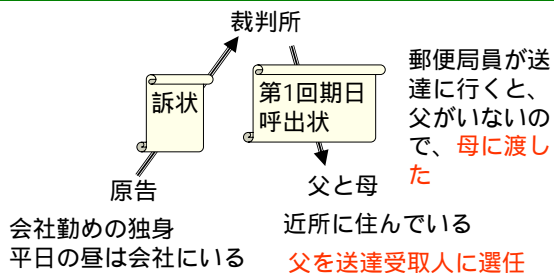 裁判所
訴状
第1回期日
呼出状
郵便局員が送
達に行くと、
父がいないの
で、母に渡し
た
原告
父と母
会社勤めの独身
平日の昼は会社にいる
近所に住んでいる
父を送達受取人に選任